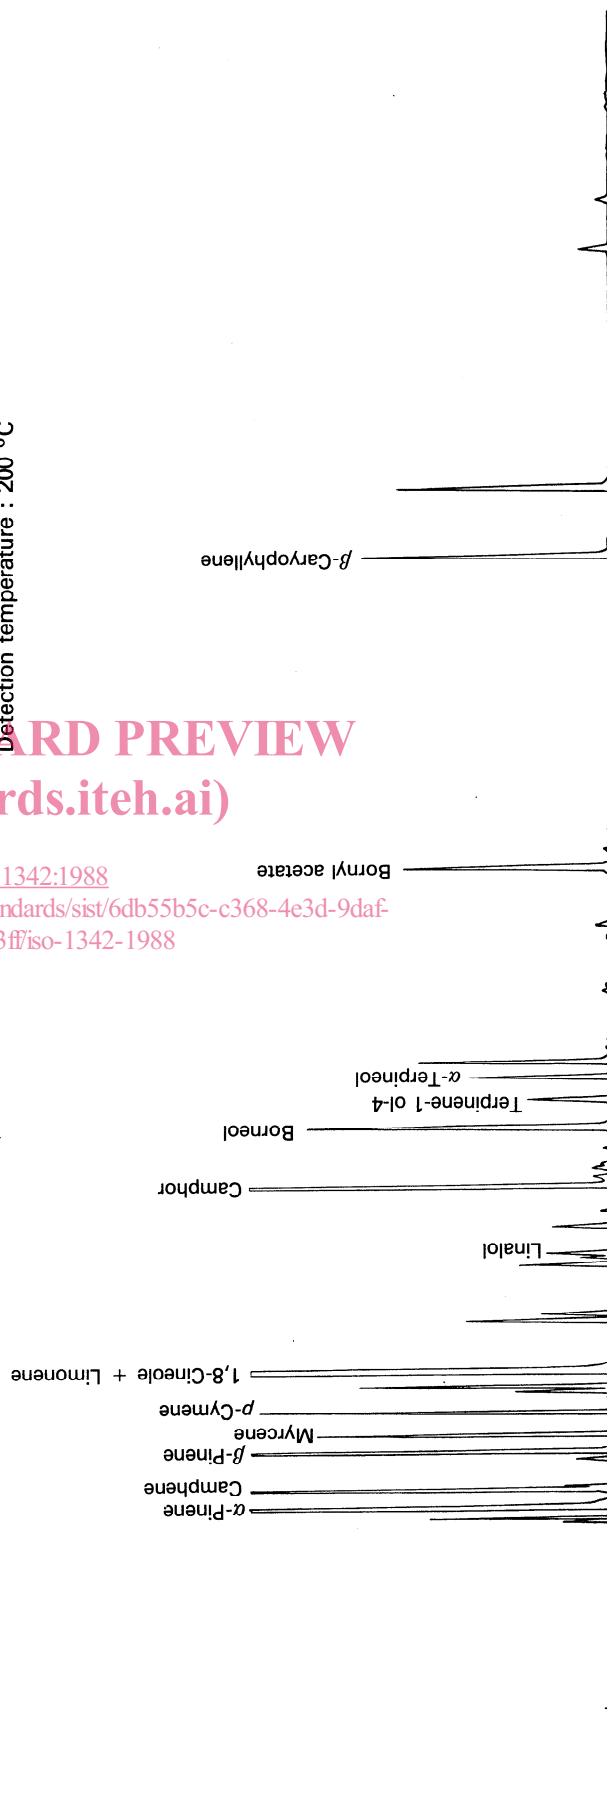 Detection temperature : 200 °C
β-Caryophyllene
ARD PREVIEW
rds.iteh.ai)
1342:1988
ndards/sist/6db55b5c-c368-4e3d-9daf-
3ff/iso-1342-1988
Bornyl acetate
α-Terpineol
Terpinene-1 ol-4
Borneol
Camphor
Linalol
1,8-Cineole + Limonene
p-Cymene
Myrcene
β-Pinene
Camphene
α-Pinene